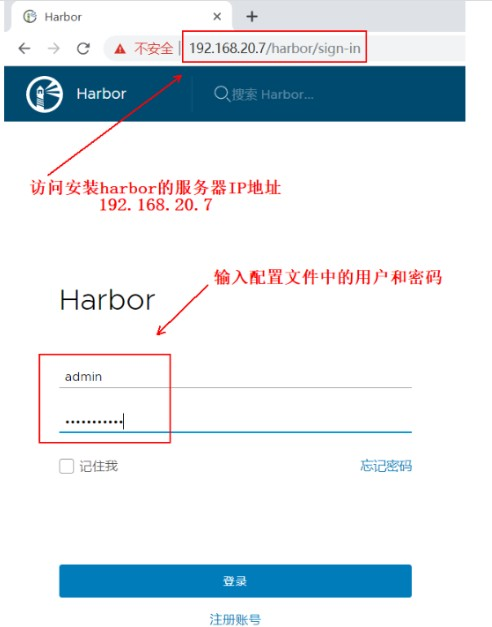 Harbor
不安全 192.168.20.7/harbor/sign-in
Harbor 搜索 Harbor...
访问安装harbor的服务器IP地址
192.168.20.7
输入配置文件中的用户和密码
Harbor
admin
•••••••••••
记住我 忘记密码
登录
注册账号